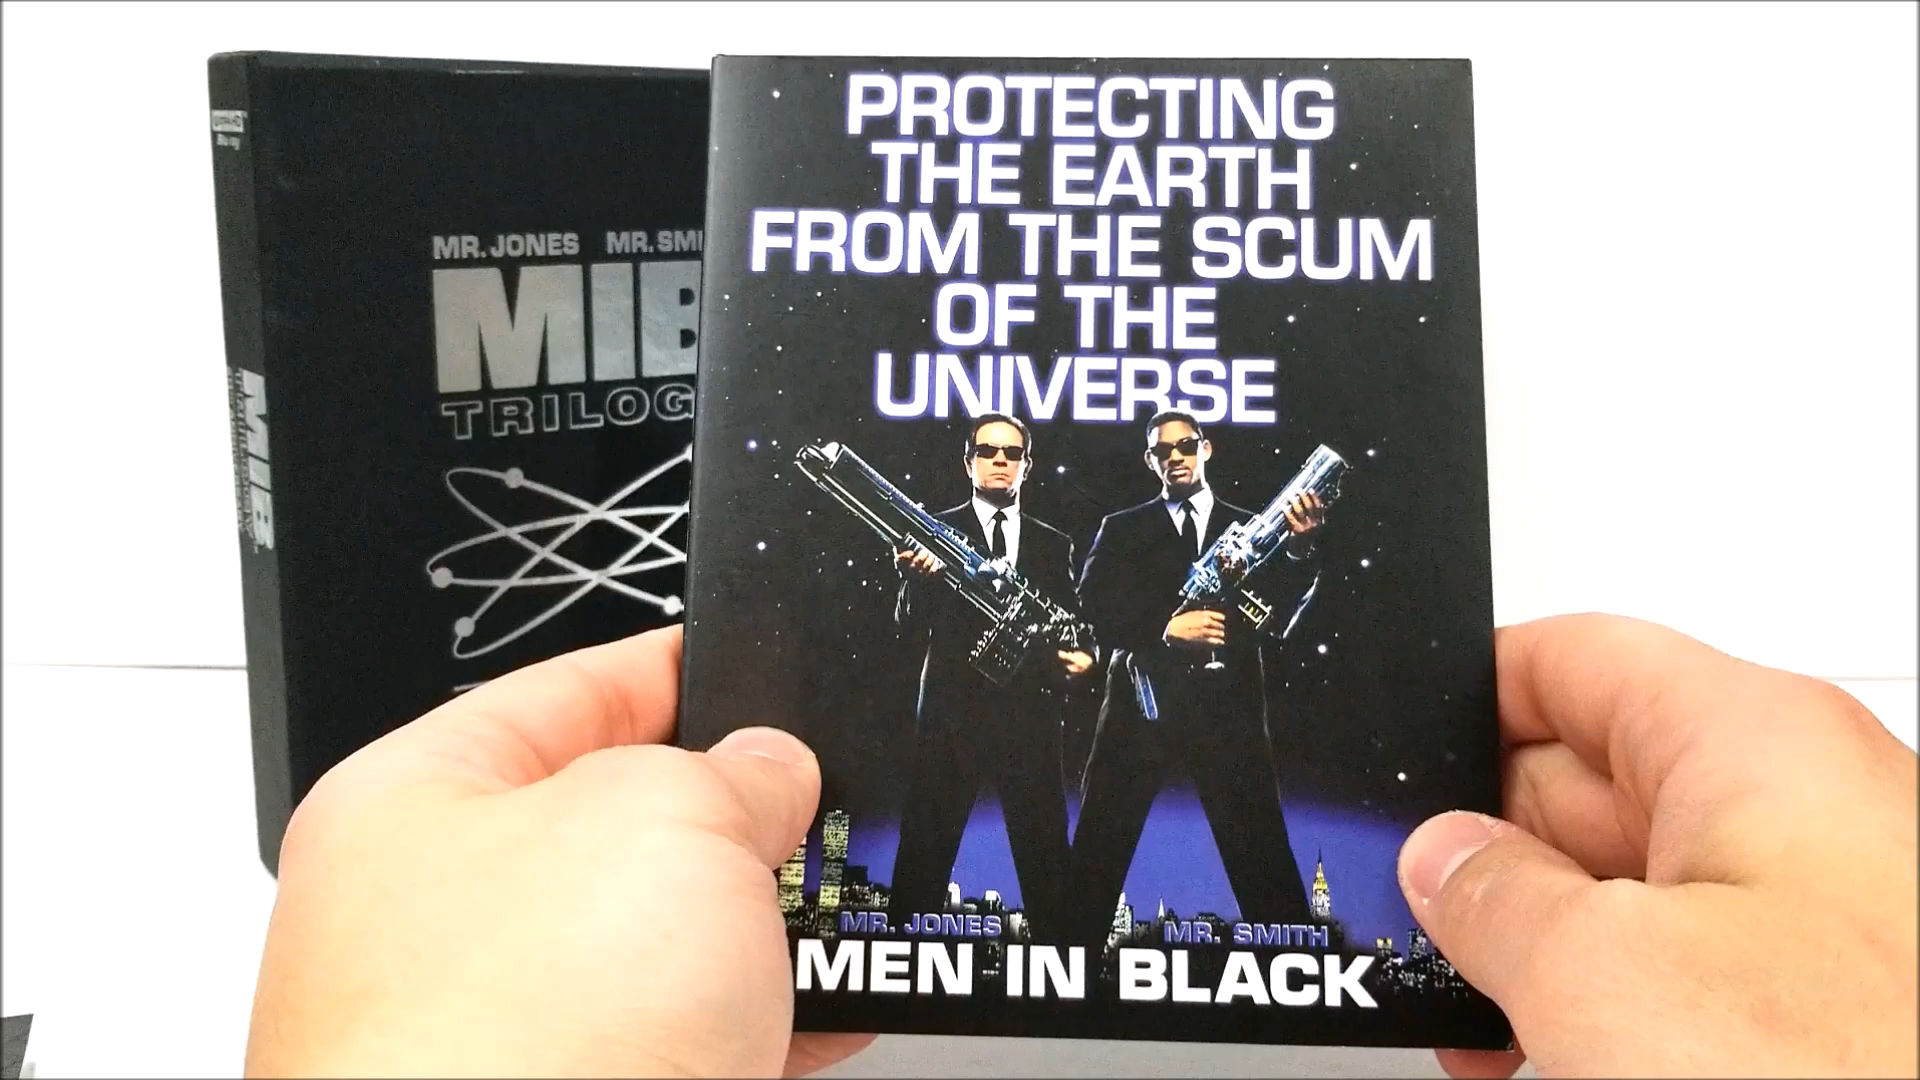 PROTECTING
THE EARTH
FROM THE SCUM
OF THE
UNIVERSE
MR. JONES MR. SMITH
MEN IN BLACK
MR. JONES MR. SMI
MIB
TRILOG
MIB